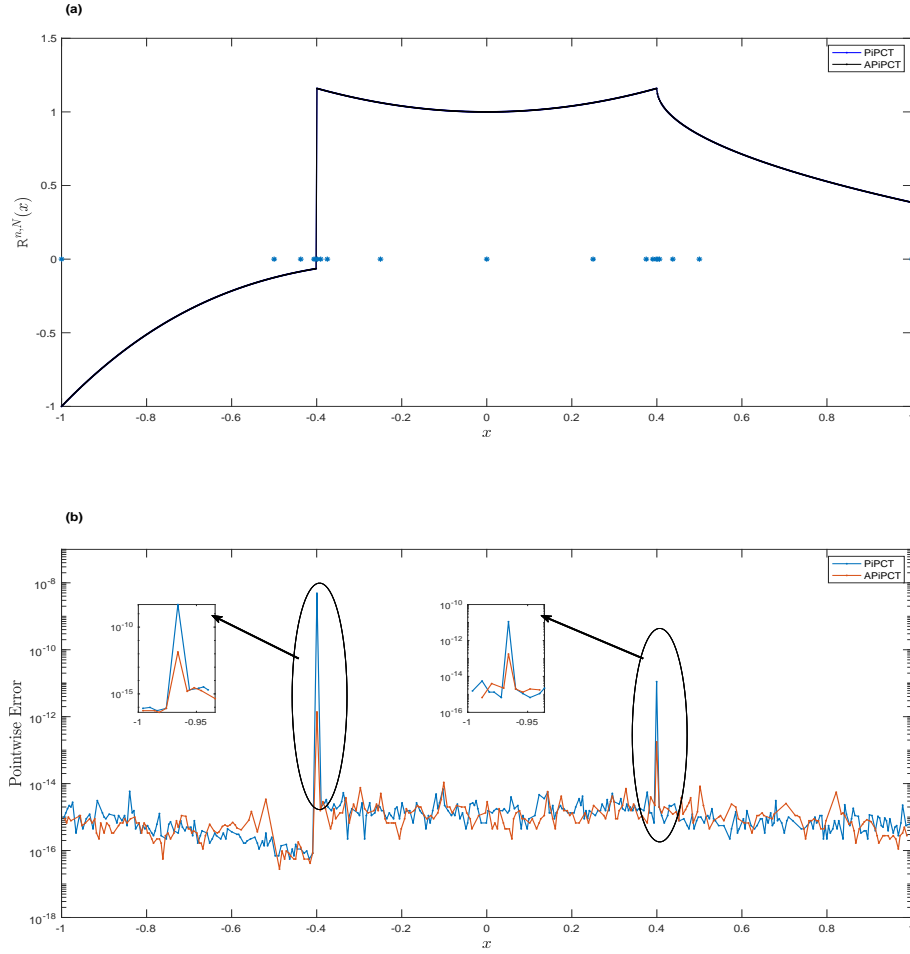 (a)
1.5
1
0.5
0
-0.5
-1
-1 -0.8 -0.6 -0.4 -0.2 0 0.2 0.4 0.6 0.8 1
x
R^{n,N}(x)
PiPCT
APiPCT
(b)
10^{-8}
10^{-10}
10^{-12}
10^{-14}
10^{-16}
10^{-18}
-1 -0.8 -0.6 -0.4 -0.2 0 0.2 0.4 0.6 0.8 1
x
Pointwise Error
PiPCT
APiPCT
10^{-10}
10^{-15}
-1 -0.95
10^{-10}
10^{-12}
10^{-14}
10^{-16}
-1 -0.95